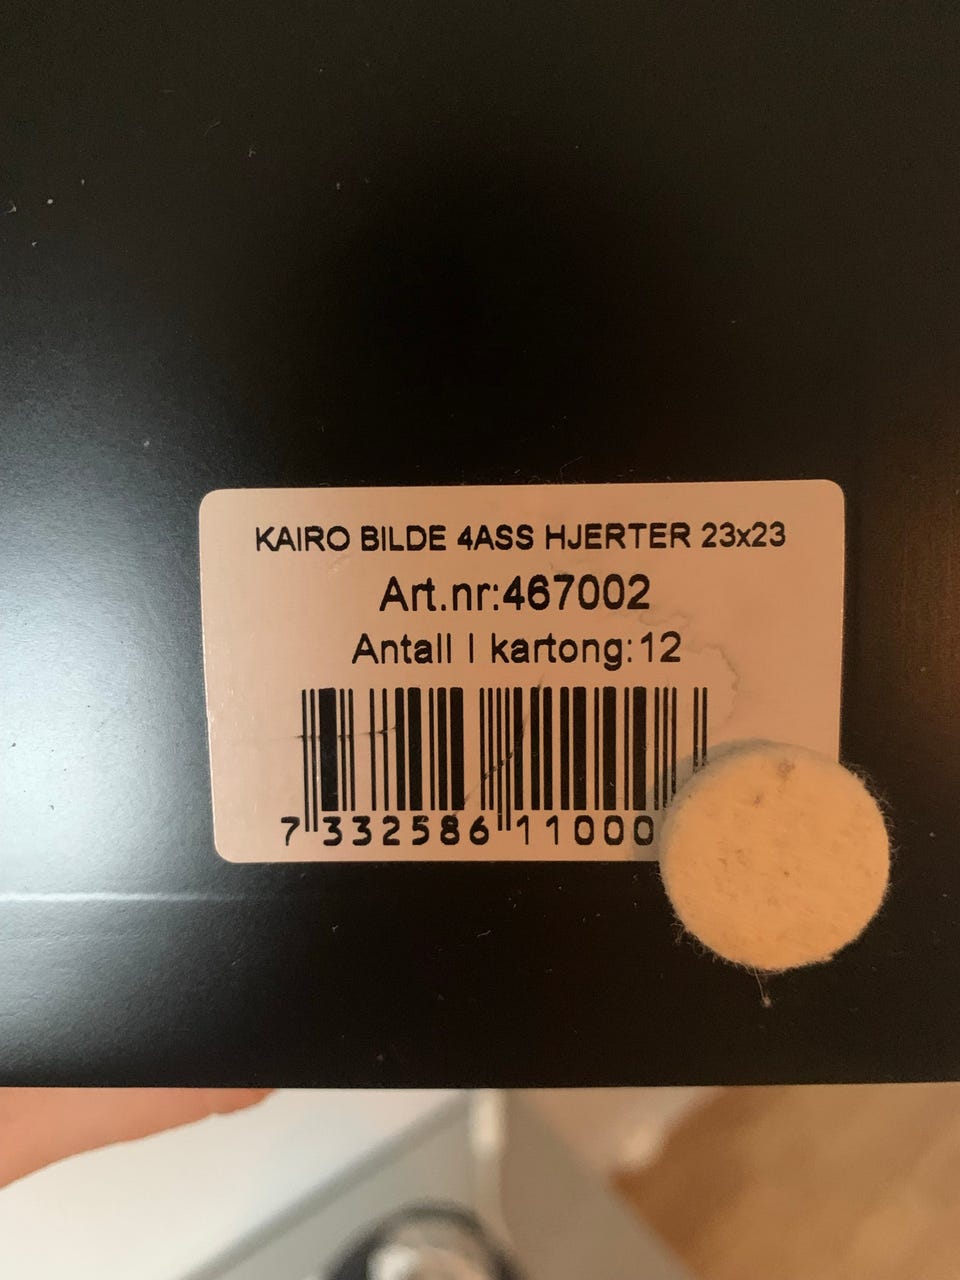 KAIRO BILDE 4ASS HJERTER 23x23
Art.nr:467002
Antall I kartong:12
7 332586 11000